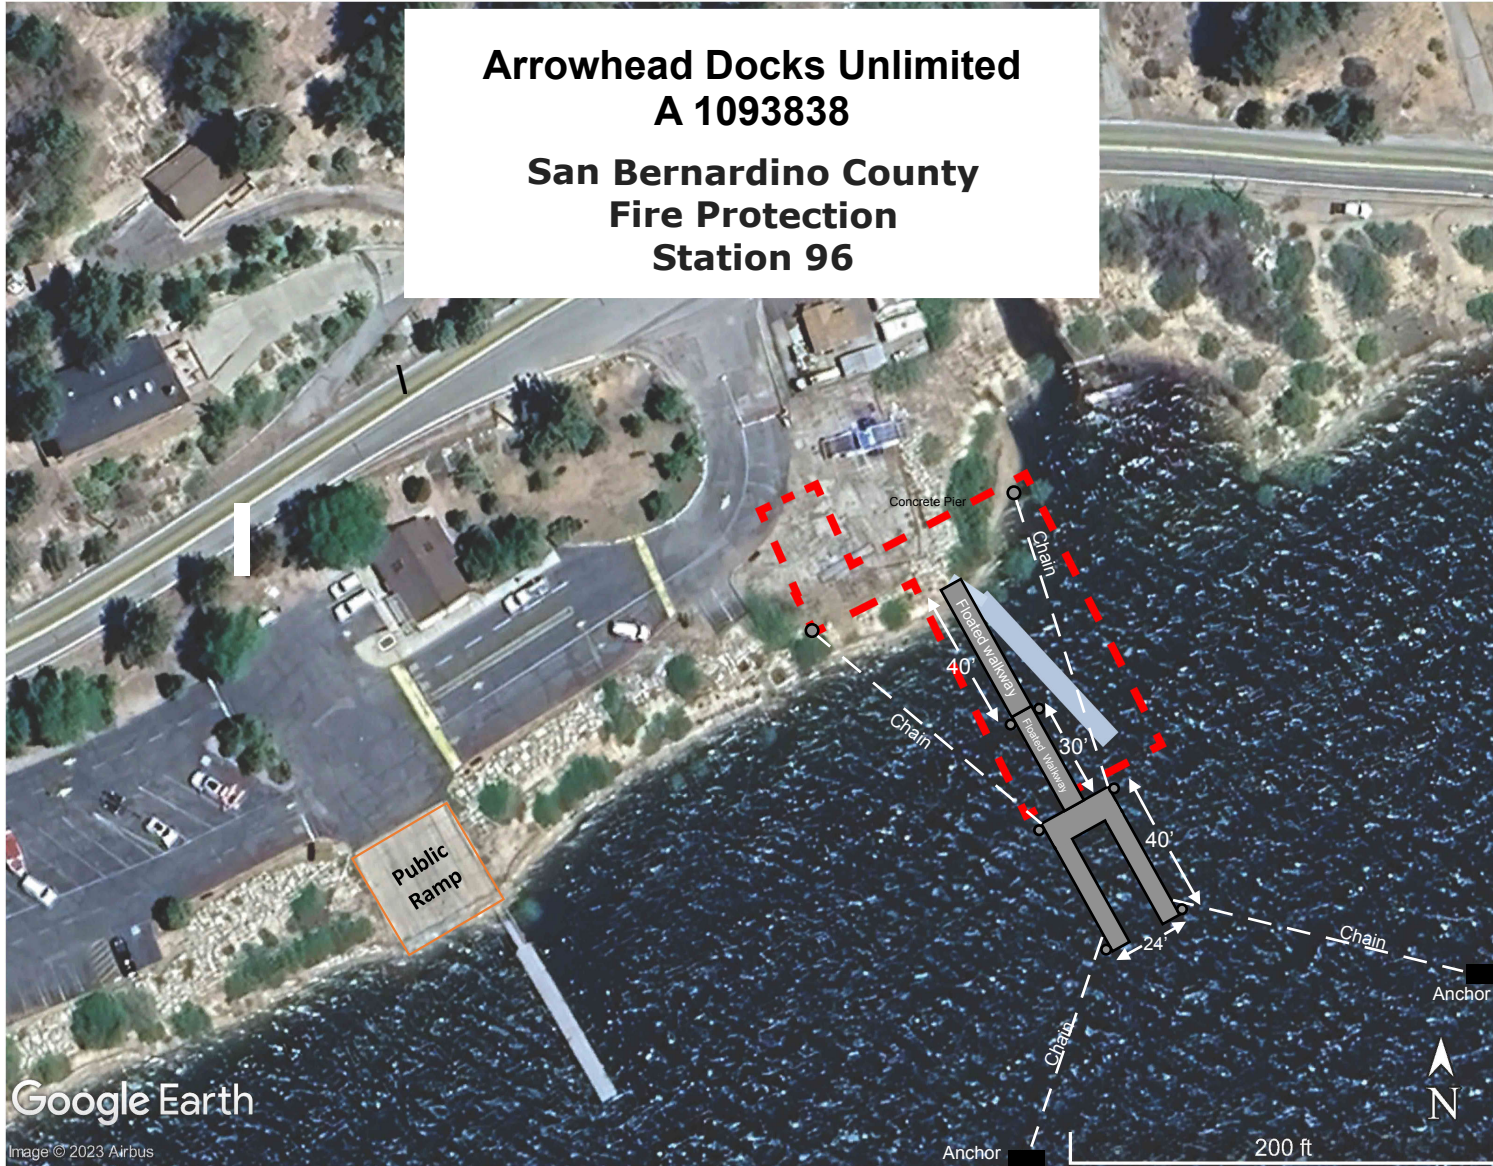 Arrowhead Docks Unlimited
A 1093838
San Bernardino County
Fire Protection
Station 96
Concrete Pier
Chain
Floated walkway
40'
Chain
Floated Walkway
30'
40'
Public
Ramp
24'
Chain
Anchor
Chain
Google Earth
N
Image © 2023 Airbus
Anchor
200 ft